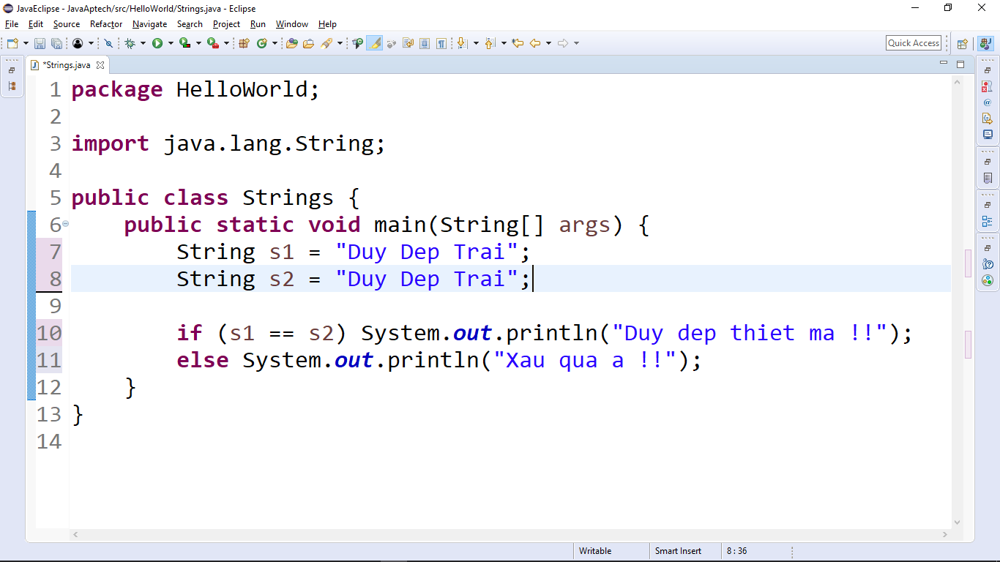 JavaEclipse - JavaAptech/src/HelloWorld/Strings.java - Eclipse
File Edit Source Refactor Navigate Search Project Run Window Help
Quick Access
*Strings.java
1 package HelloWorld;
2
3 import java.lang.String;
4
5 public class Strings {
6 public static void main(String[] args) {
7 String s1 = "Duy Dep Trai";
8 String s2 = "Duy Dep Trai";
9
10 if (s1 == s2) System.out.println("Duy dep thiet ma !!");
11 else System.out.println("Xau qua a !!");
12 }
13 }
14
Writable Smart Insert 8 : 36